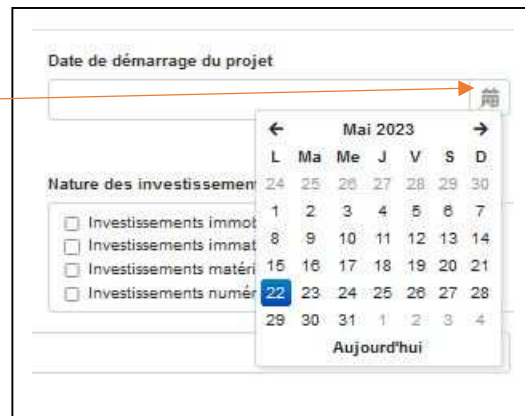 Date de démarrage du projet
← Mai 2023 →
L Ma Me J V S D
24 25 26 27 28 29 30
1 2 3 4 5 6 7
8 9 10 11 12 13 14
15 16 17 18 19 20 21
22 23 24 25 26 27 28
29 30 31 1 2 3 4
Aujourd'hui
Nature des investissemen
Investissements immob
Investissements immat
Investissements matéri
Investissements numér